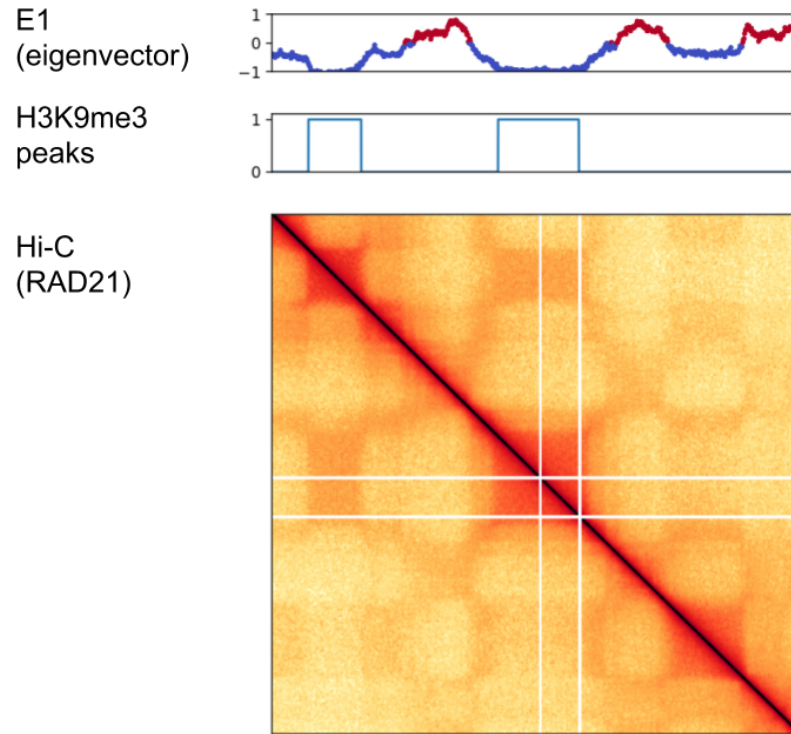 E1
(eigenvector)
1
0
−1
H3K9me3
peaks
1
0
Hi-C
(RAD21)